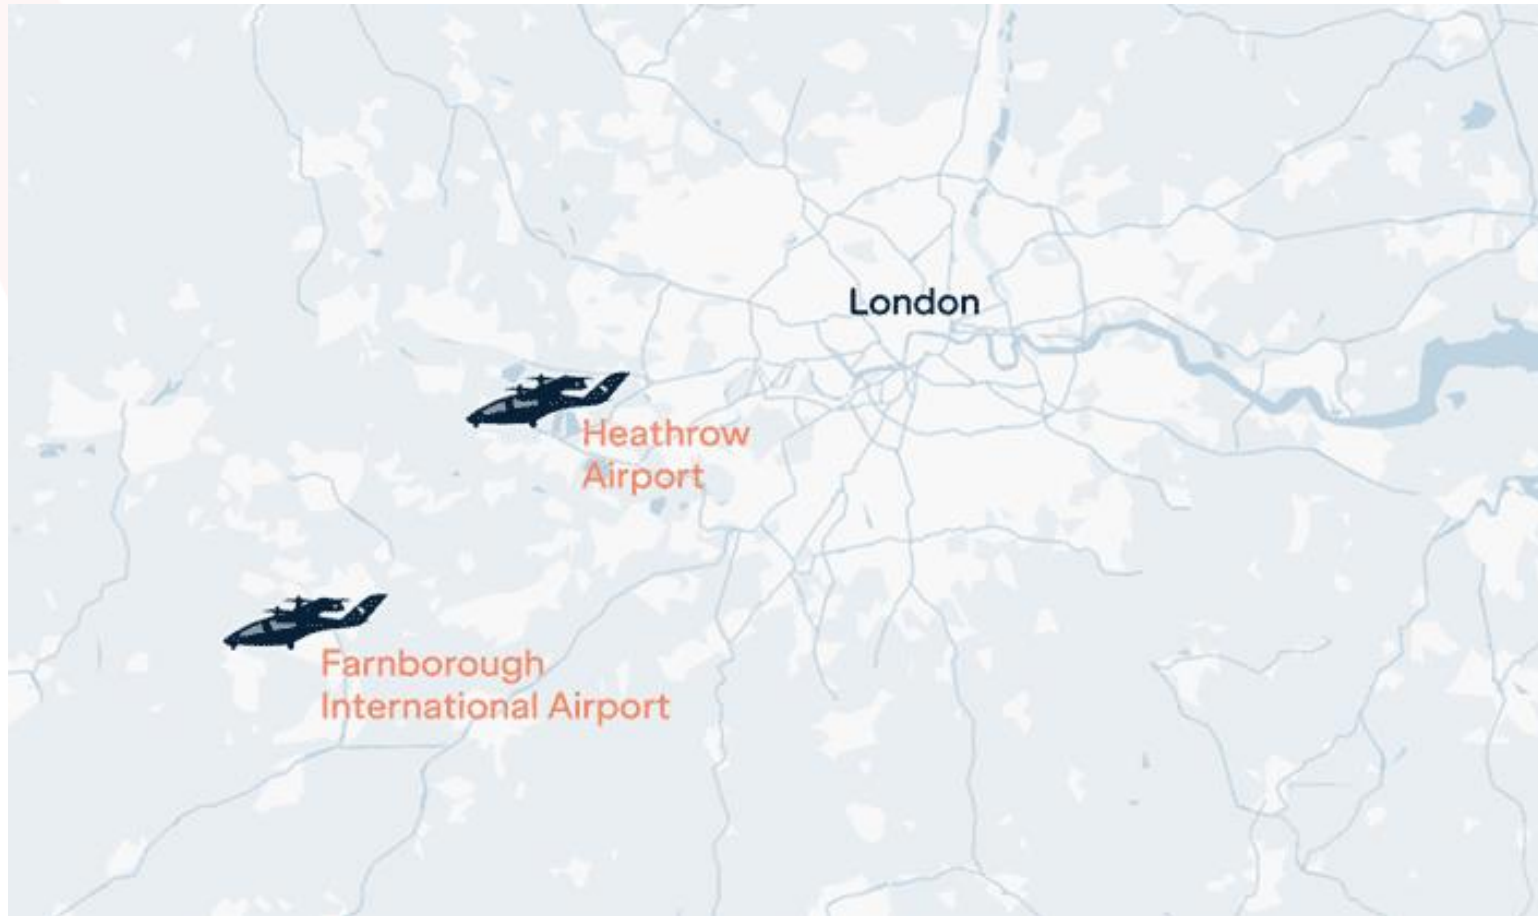 London
Heathrow
Airport
Farnborough
International Airport